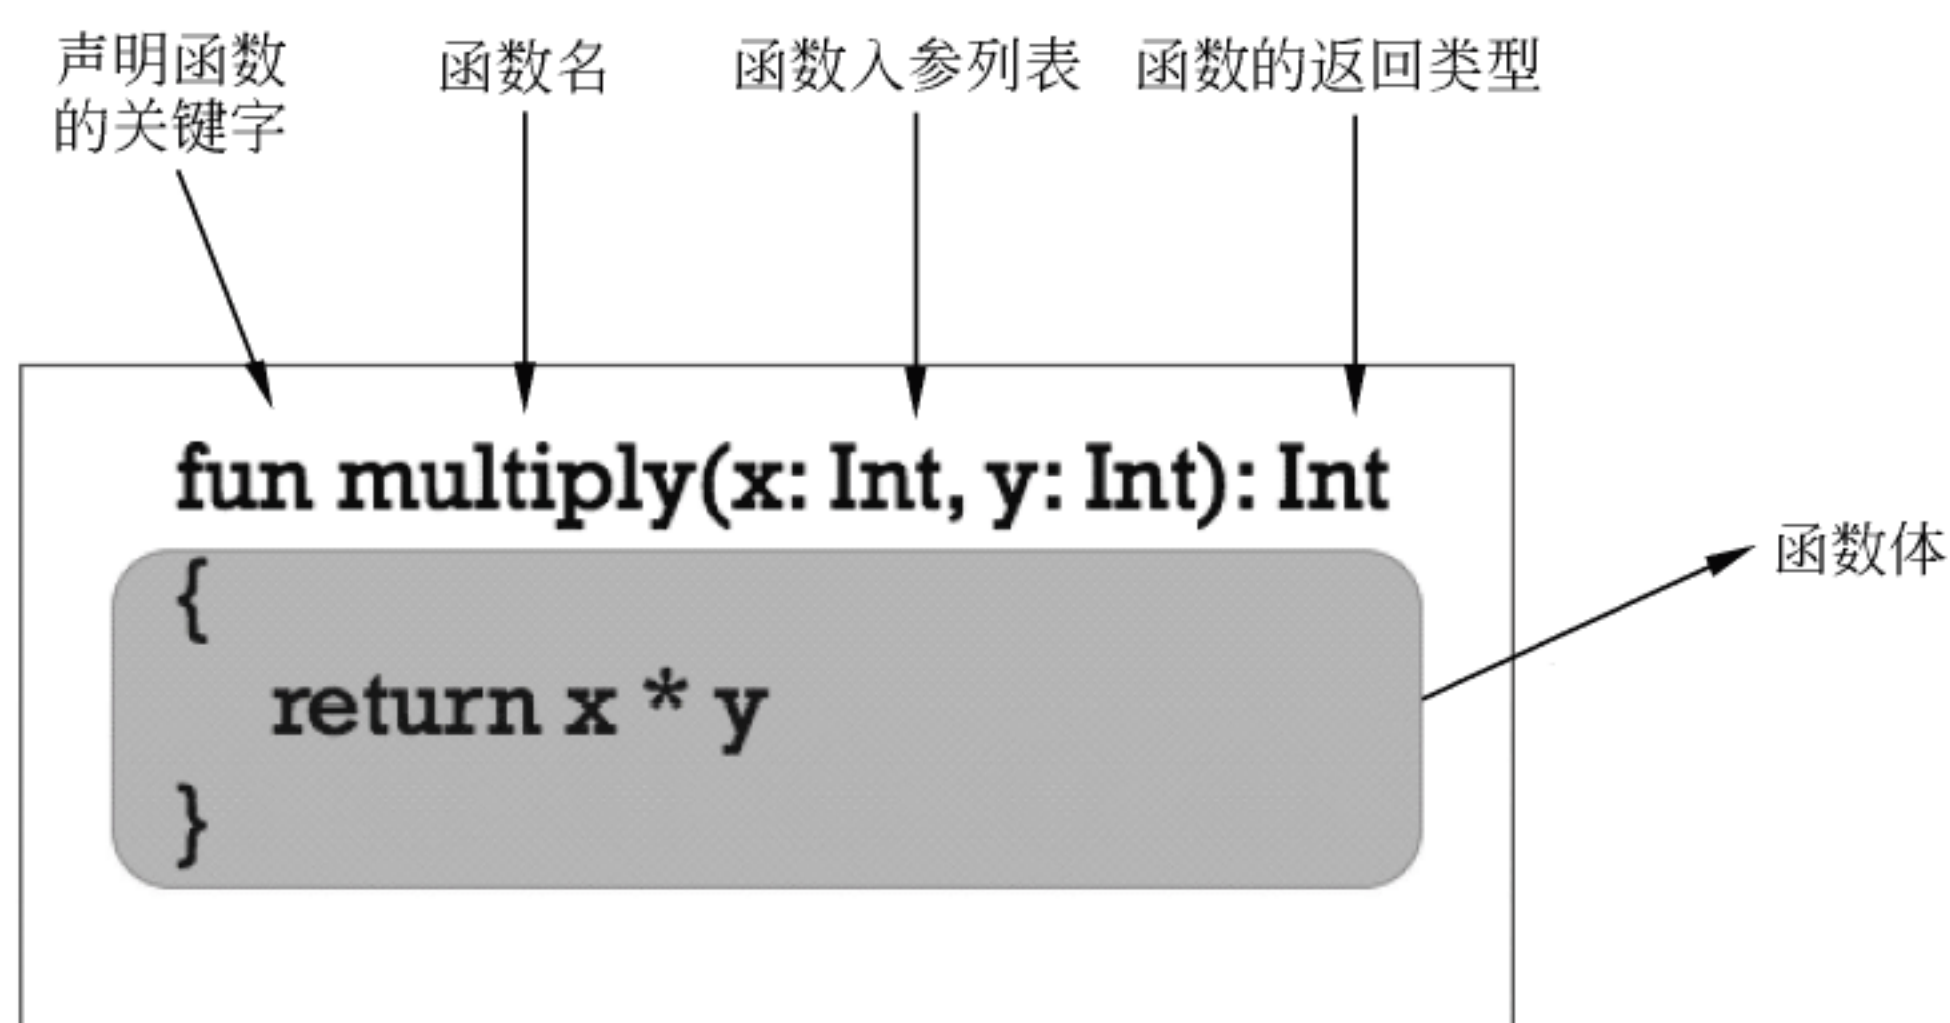 声明函数
的关键字
函数名
函数入参列表
函数的返回类型
fun multiply(x: Int, y: Int): Int
{
return x * y
}
函数体